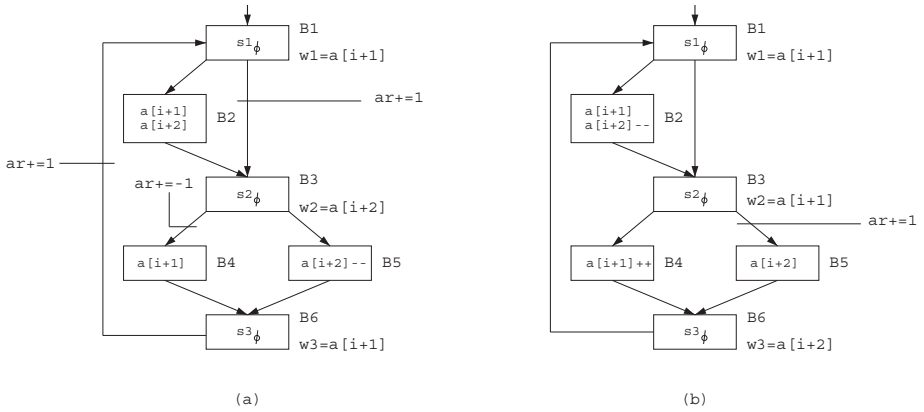 B1
s1ϕ
w1=a[i+1]
a[i+1]
a[i+2]
B2
ar+=1
ar+=1
ar+=-1
B3
s2ϕ
w2=a[i+2]
a[i+1]
B4
a[i+2]--
B5
B6
s3ϕ
w3=a[i+1]
(a)
B1
s1ϕ
w1=a[i+1]
a[i+1]
a[i+2]--
B2
B3
s2ϕ
w2=a[i+1]
ar+=1
a[i+1]++
B4
a[i+2]
B5
B6
s3ϕ
w3=a[i+2]
(b)